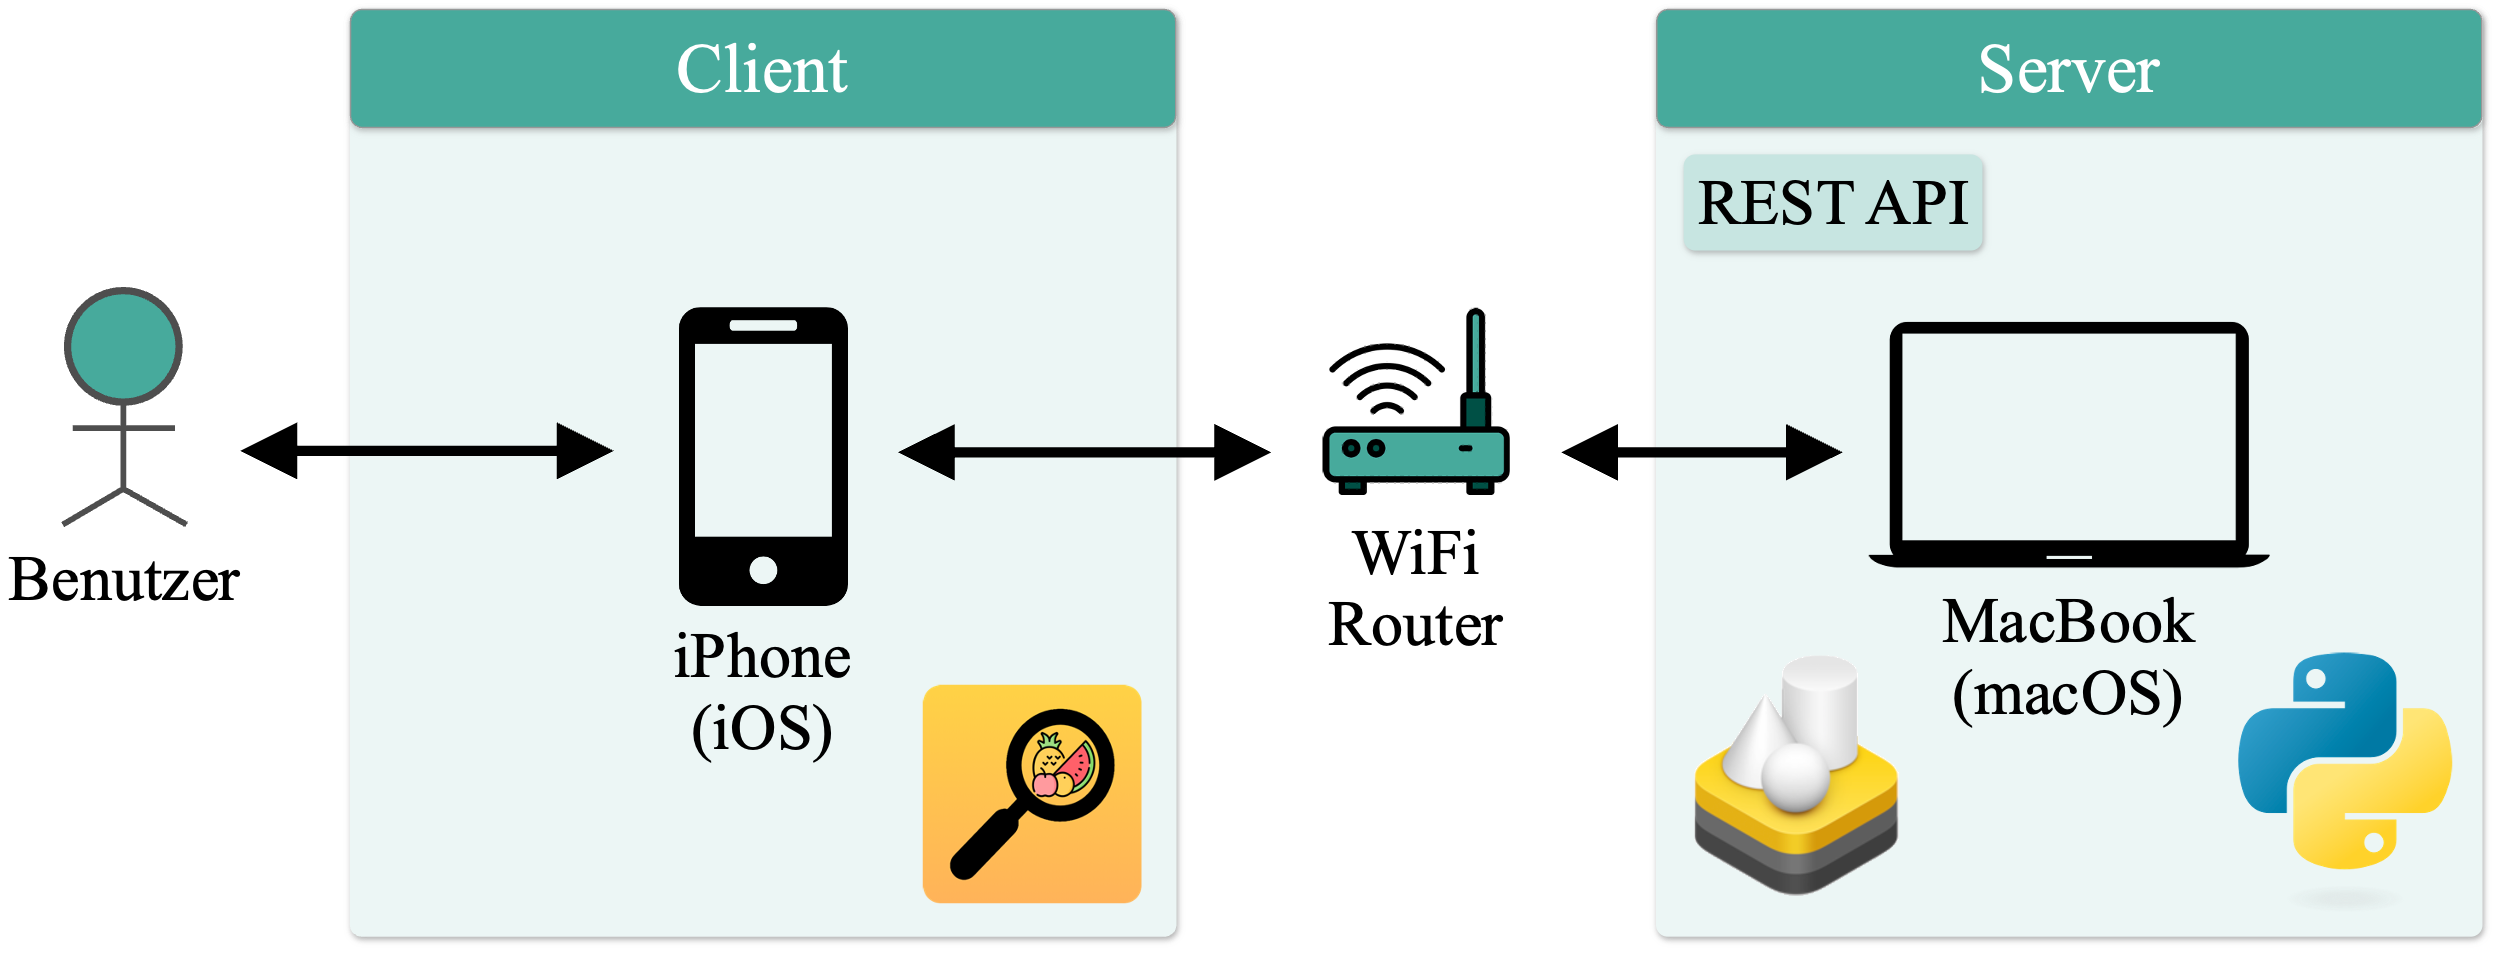 Client
Server
REST API
Benutzer
iPhone
(iOS)
WiFi
Router
MacBook
(macOS)